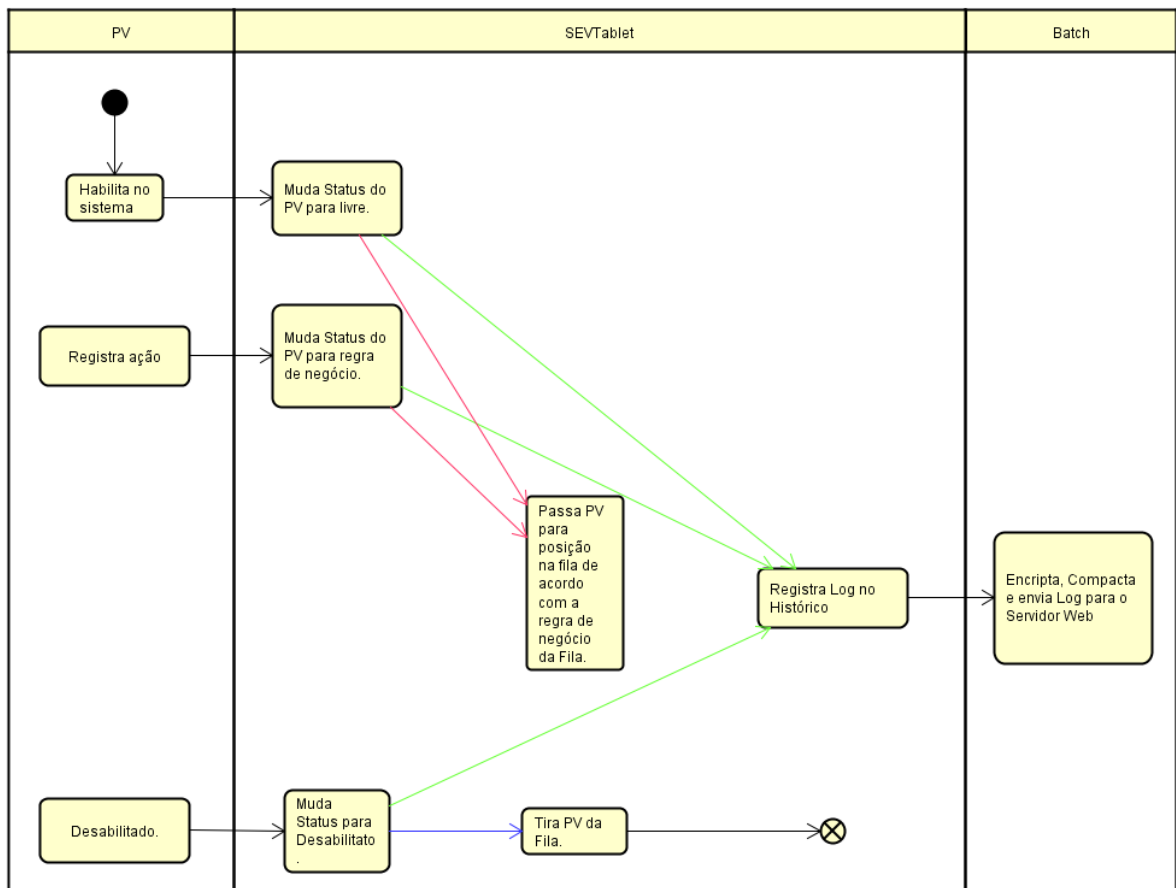 PV
SEVTablet
Batch
Habilita no
sistema
Muda Status do
PV para livre.
Registra ação
Muda Status do
PV para regra
de negócio.
Passa PV
para
posição
na fila de
acordo
com a
regra de
negócio
da Fila.
Registra Log no
Histórico
Encripta, Compacta
e envia Log para o
Servidor Web
Desabilitado.
Muda
Status para
Desabilitato
.
Tira PV da
Fila.